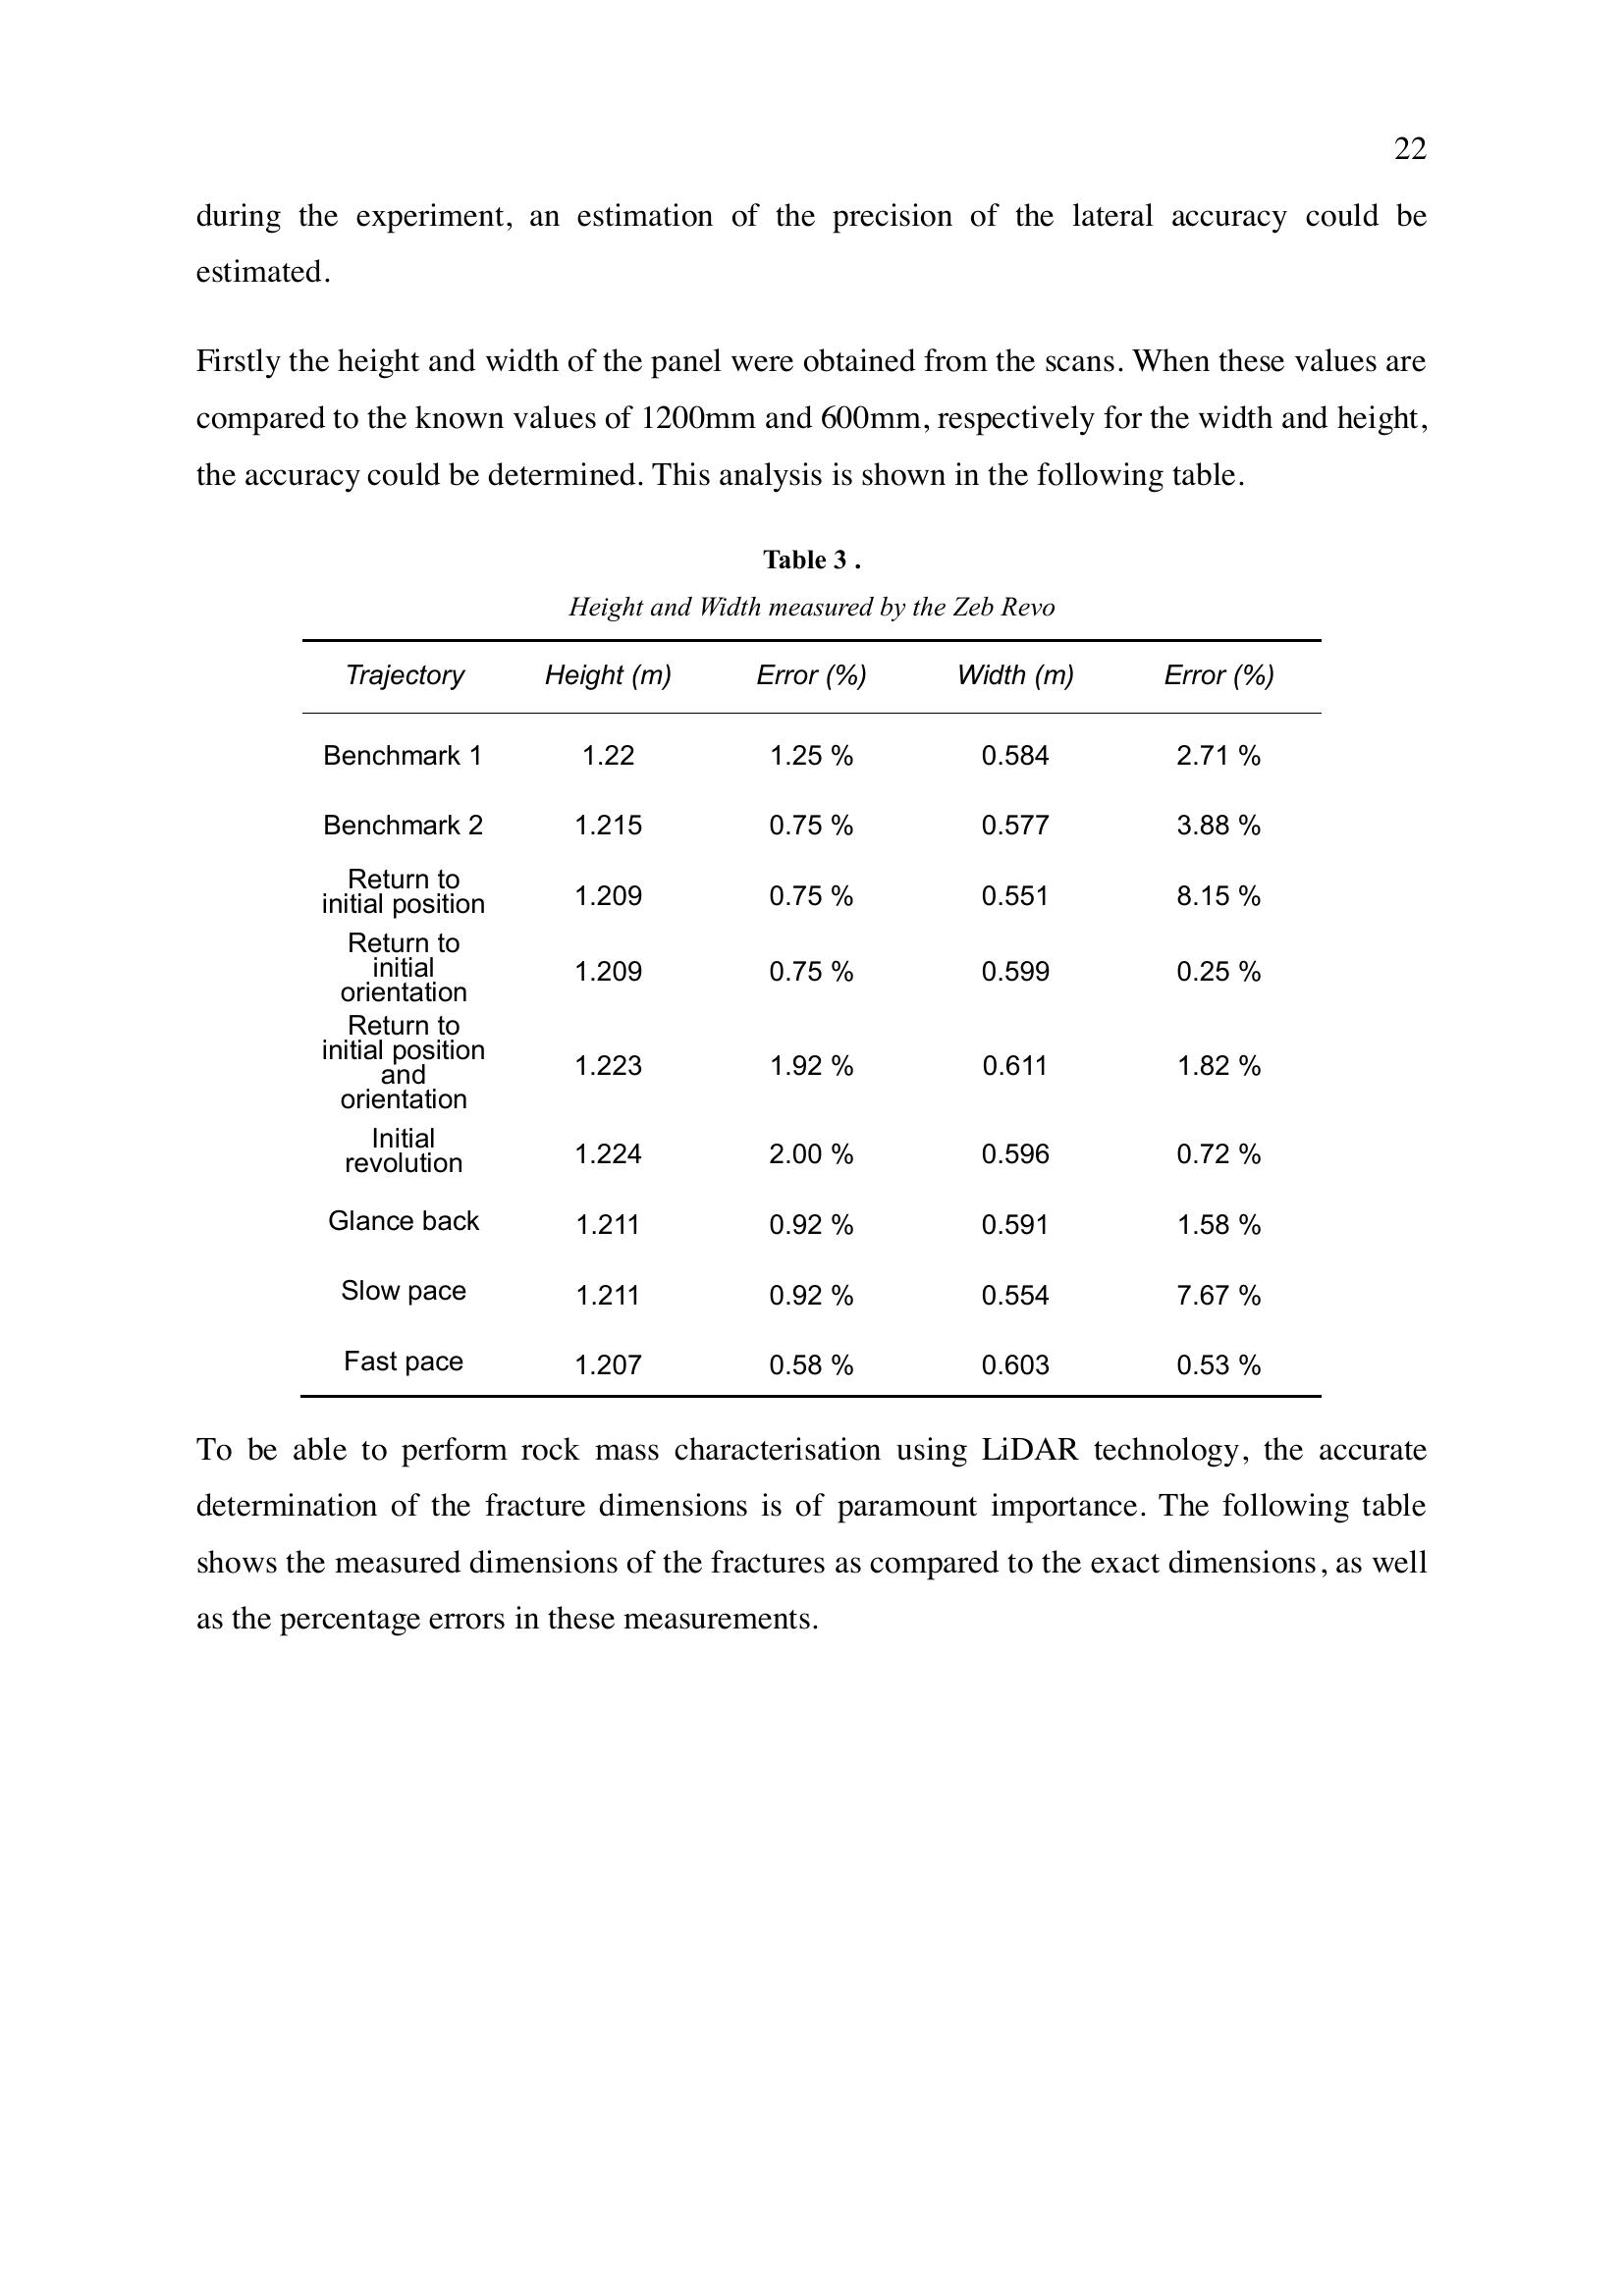 22
during the experiment, an estimation of the precision of the lateral accuracy could be
estimated.
Firstly the height and width of the panel were obtained from the scans. When these values are
compared to the known values of 1200mm and 600mm, respectively for the width and height,
the accuracy could be determined. This analysis is shown in the following table.
Table 3 .
Height and Width measured by the Zeb Revo
Trajectory Height (m) Error (%) Width (m) Error (%)
Benchmark 1 1.22 1.25 % 0.584 2.71 %
Benchmark 2 1.215 0.75 % 0.577 3.88 %
Return to
initial position 1.209 0.75 % 0.551 8.15 %
Return to
initial 1.209 0.75 % 0.599 0.25 %
orientation
Return to
initial position 1.223 1.92 % 0.611 1.82 %
and
orientation
Initial
revolution 1.224 2.00 % 0.596 0.72 %
Glance back 1.211 0.92 % 0.591 1.58 %
Slow pace 1.211 0.92 % 0.554 7.67 %
Fast pace 1.207 0.58 % 0.603 0.53 %
To be able to perform rock mass characterisation using LiDAR technology, the accurate
determination of the fracture dimensions is of paramount importance. The following table
shows the measured dimensions of the fractures as compared to the exact dimensions, as well
as the percentage errors in these measurements.